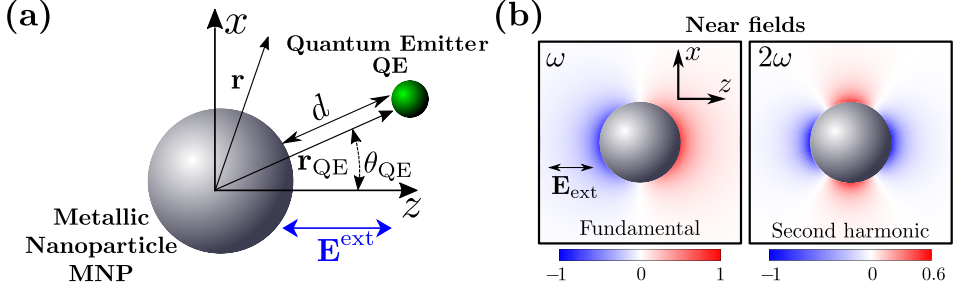 (a)
x
Quantum Emitter
QE
r
d
r_QE
θ_QE
z
Metallic
Nanoparticle
MNP
E^ext
(b)
Near fields
ω
x
z
E_ext
Fundamental
−1 0 1
2ω
Second harmonic
−1 0 0.6